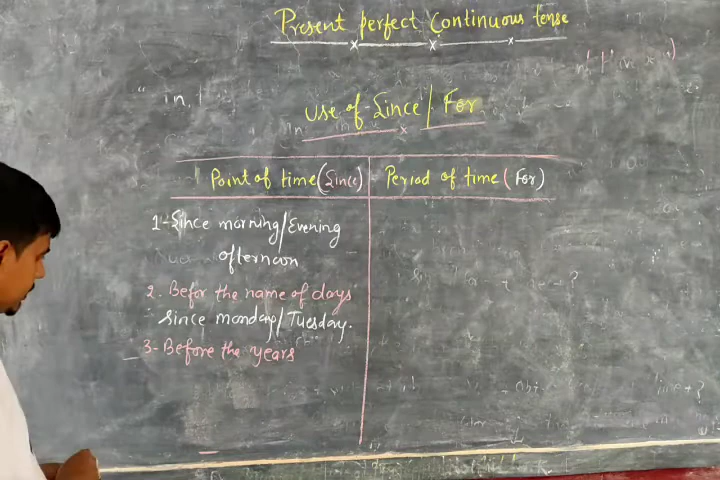 Present perfect Continuous tense
Use of Since / For
Point of time (Since)
Period of time (For)
1- Since morning/Evening
afternoon
2. Befor the name of days
Since monday/Tuesday.
3- Before the years